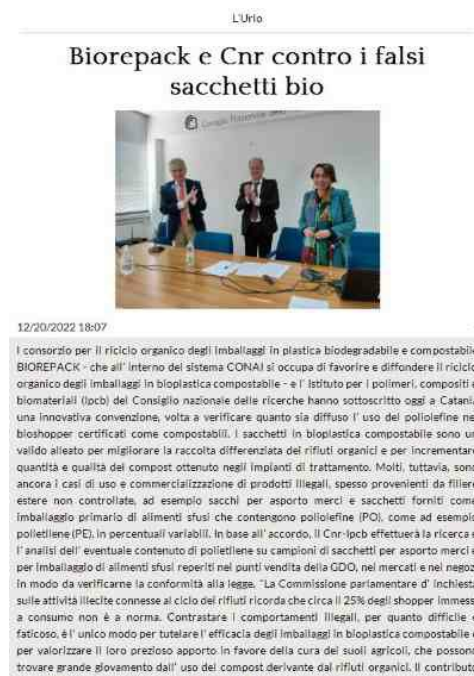 L'Urlo
Biorepack e Cnr contro i falsi
sacchetti bio
Consiglio Nazionale
12/20/2022 18:07
l consorzio per il riciclo organico degli imballaggi in plastica biodegradabile e compostabile
BIOREPACK - che all' interno del sistema CONAI si occupa di favorire e diffondere il riciclo
organico degli imballaggi in bioplastica compostabile - e l' Istituto per i polimeri, compositi e
biomateriali (Ipcb) del Consiglio nazionale delle ricerche hanno sottoscritto oggi a Catania
una innovativa convenzione, volta a verificare quanto sia diffuso l' uso del poliolefine nei
bioshopper certificati come compostabili. I sacchetti in bioplastica compostabile sono un
valido alleato per migliorare la raccolta differenziata dei rifiuti organici e per incrementare
quantità e qualità del compost ottenuto negli impianti di trattamento. Molti, tuttavia, sono
ancora i casi di uso e commercializzazione di prodotti illegali, spesso provenienti da filiere
estere non controllate, ad esempio sacchi per asporto merci e sacchetti forniti come
imballaggio primario di alimenti sfusi che contengono poliolefine (PO), come ad esempio
polietilene (PE), in percentuali variabili. In base all' accordo, il Cnr-Ipcb effettuerà la ricerca e
l' analisi dell' eventuale contenuto di polietilene su campioni di sacchetti per asporto merci e
per imballaggio di alimenti sfusi reperiti nei punti vendita della GDO, nei mercati e nei negozi
in modo da verificarne la conformità alla legge. "La Commissione parlamentare d' inchiesta
sulle attività illecite connesse al ciclo dei rifiuti ricorda che circa il 25% degli shopper immessi
a consumo non è a norma. Contrastare i comportamenti illegali, per quanto difficile e
faticoso, è l' unico modo per tutelare l' efficacia degli imballaggi in bioplastica compostabile e
per valorizzare il loro prezioso apporto in favore della cura dei suoli agricoli, che possono
trovare grande giovamento dall' uso del compost derivante dai rifiuti organici. Il contributo